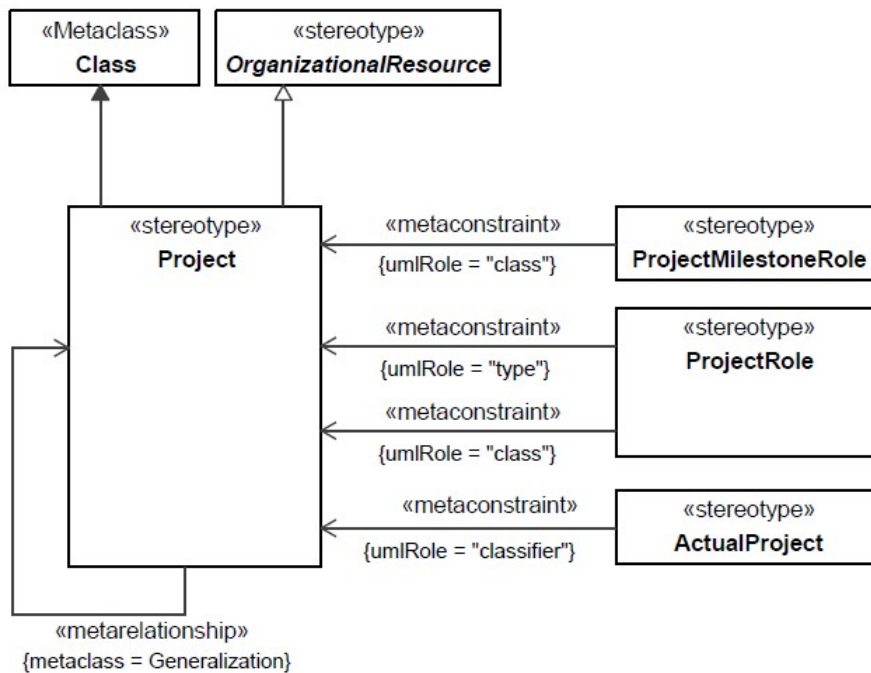 «Metaclass»
Class
«stereotype»
OrganizationalResource
«stereotype»
Project
«metaconstraint»
{umlRole = "class"}
«stereotype»
ProjectMilestoneRole
«metaconstraint»
{umlRole = "type"}
«metaconstraint»
{umlRole = "class"}
«stereotype»
ProjectRole
«metaconstraint»
{umlRole = "classifier"}
«stereotype»
ActualProject
«metarelationship»
{metaclass = Generalization}